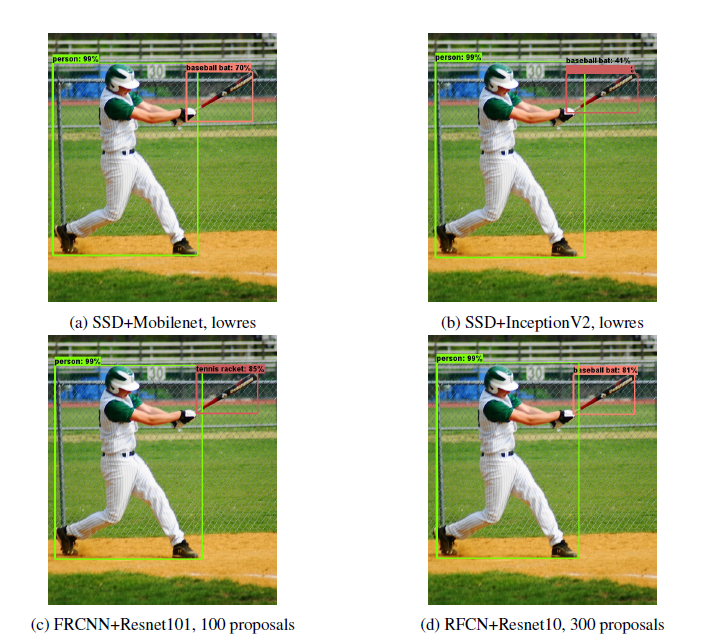 person: 99%
baseball bat: 70%
30
(a) SSD+Mobilenet, lowres
person: 99%
baseball bat: 41%
30
(b) SSD+InceptionV2, lowres
person: 99%
tennis racket: 85%
30
(c) FRCNN+Resnet101, 100 proposals
person: 99%
baseball bat: 81%
30
(d) RFCN+Resnet10, 300 proposals